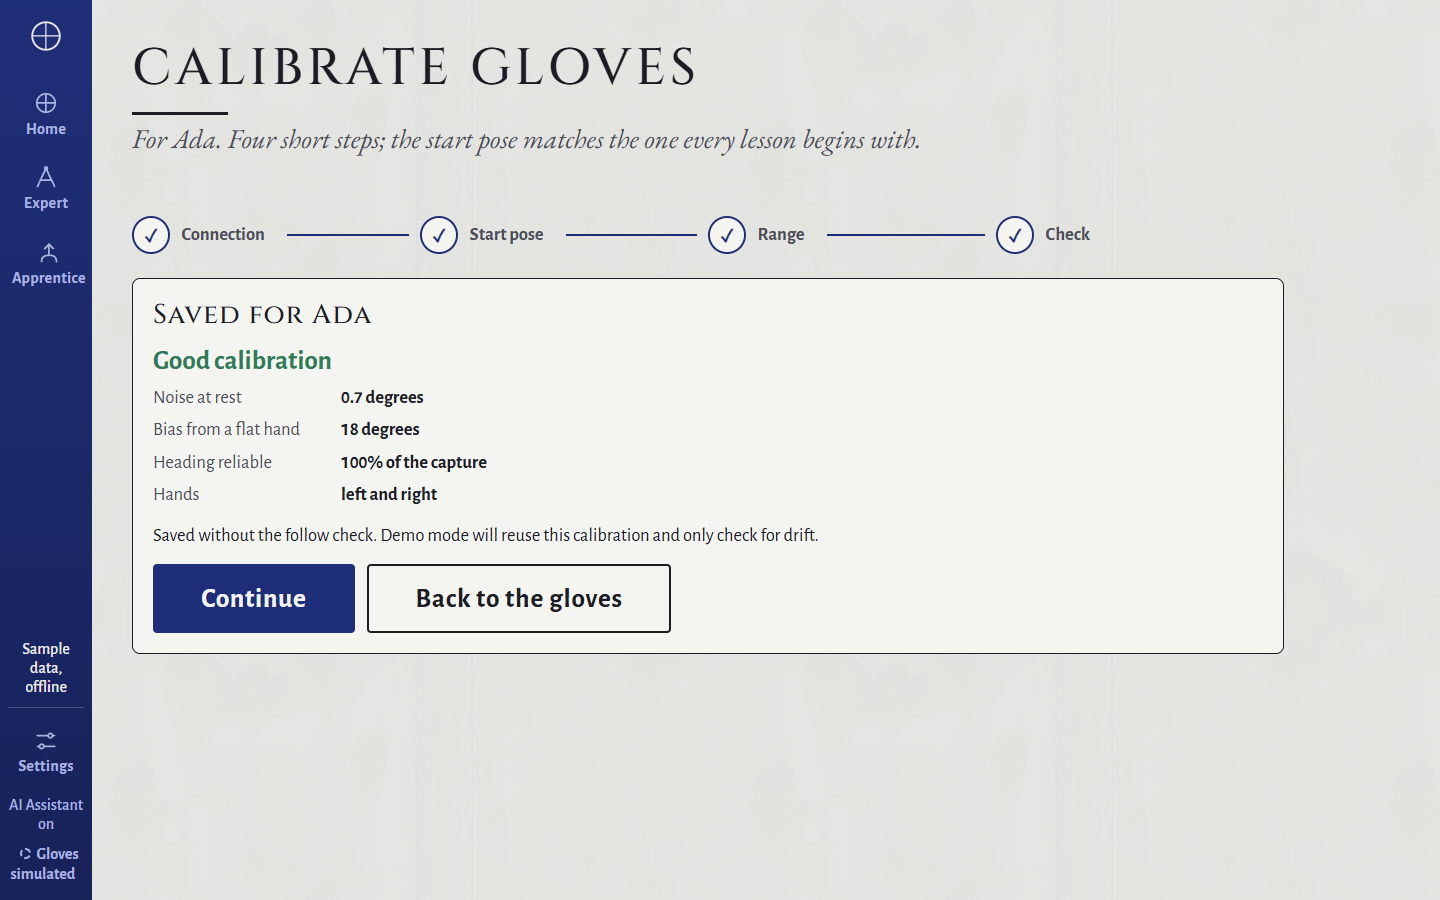 CALIBRATE GLOVES
For Ada. Four short steps; the start pose matches the one every lesson begins with.
Home
Expert
Apprentice
Connection
Start pose
Range
Check
Saved for Ada
Good calibration
Noise at rest 0.7 degrees
Bias from a flat hand 18 degrees
Heading reliable 100% of the capture
Hands left and right
Saved without the follow check. Demo mode will reuse this calibration and only check for drift.
Continue
Back to the gloves
Sample
data,
offline
Settings
AI Assistant
on
Gloves
simulated